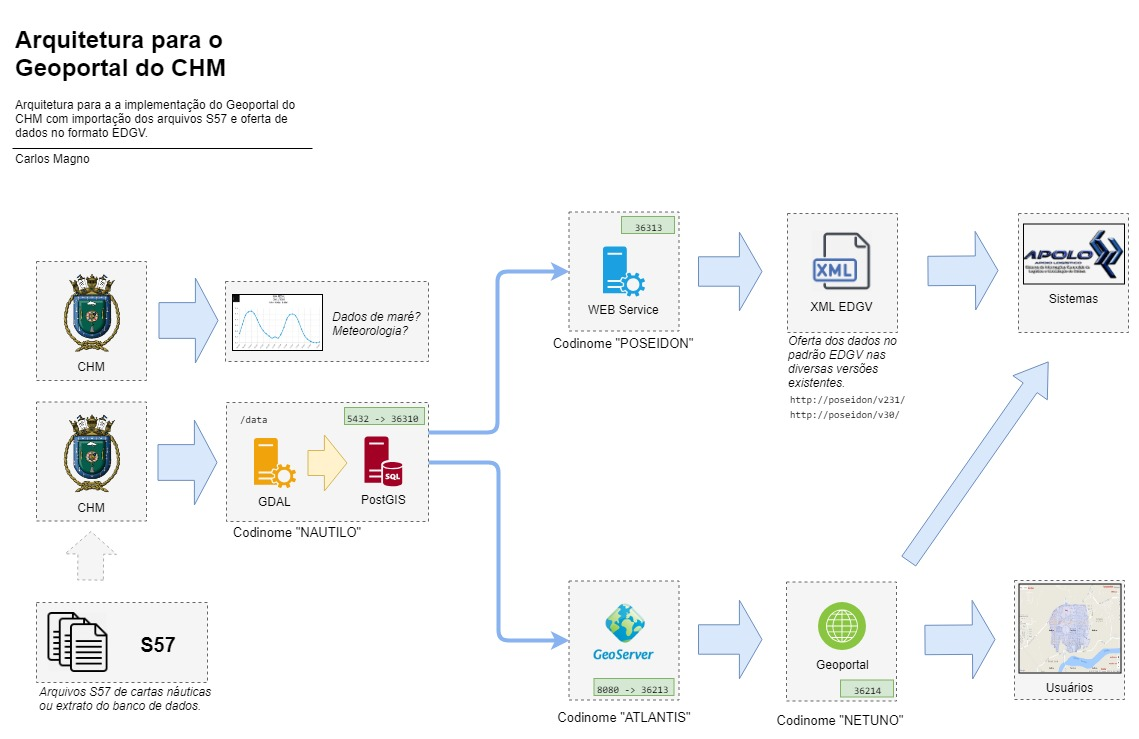 Arquitetura para o
Geoportal do CHM
Arquitetura para a a implementação do Geoportal do
CHM com importação dos arquivos S57 e oferta de
dados no formato EDGV.
Carlos Magno
CHM
Dados de maré?
Meteorologia?
CHM
/data
5432 -> 36310
GDAL
SQL
PostGIS
Codinome "NAUTILO"
S57
Arquivos S57 de cartas náuticas
ou extrato do banco de dados.
36313
WEB Service
Codinome "POSEIDON"
XML
XML EDGV
Oferta dos dados no
padrão EDGV nas
diversas versões
existentes.
http://poseidon/v231/
http://poseidon/v30/
APOLO
APOIO LOGÍSTICO
Sistemas
GeoServer
8080 -> 36213
Codinome "ATLANTIS"
Geoportal
36214
Codinome "NETUNO"
Usuários